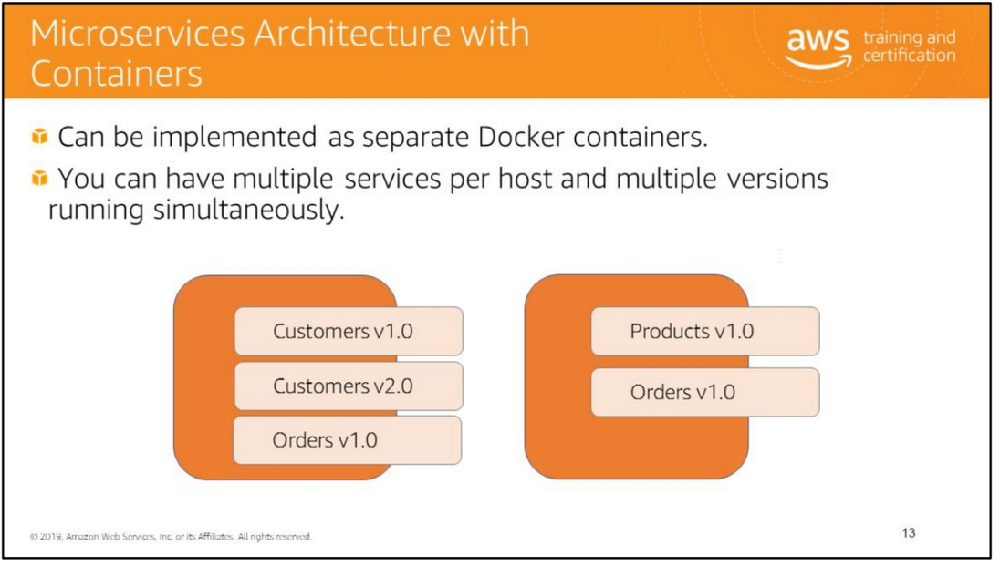 Microservices Architecture with
Containers
aws training and
certification
Can be implemented as separate Docker containers.
You can have multiple services per host and multiple versions
running simultaneously.
Customers v1.0
Customers v2.0
Orders v1.0
Products v1.0
Orders v1.0
© 2019, Amazon Web Services, Inc. or its Affiliates. All rights reserved.
13